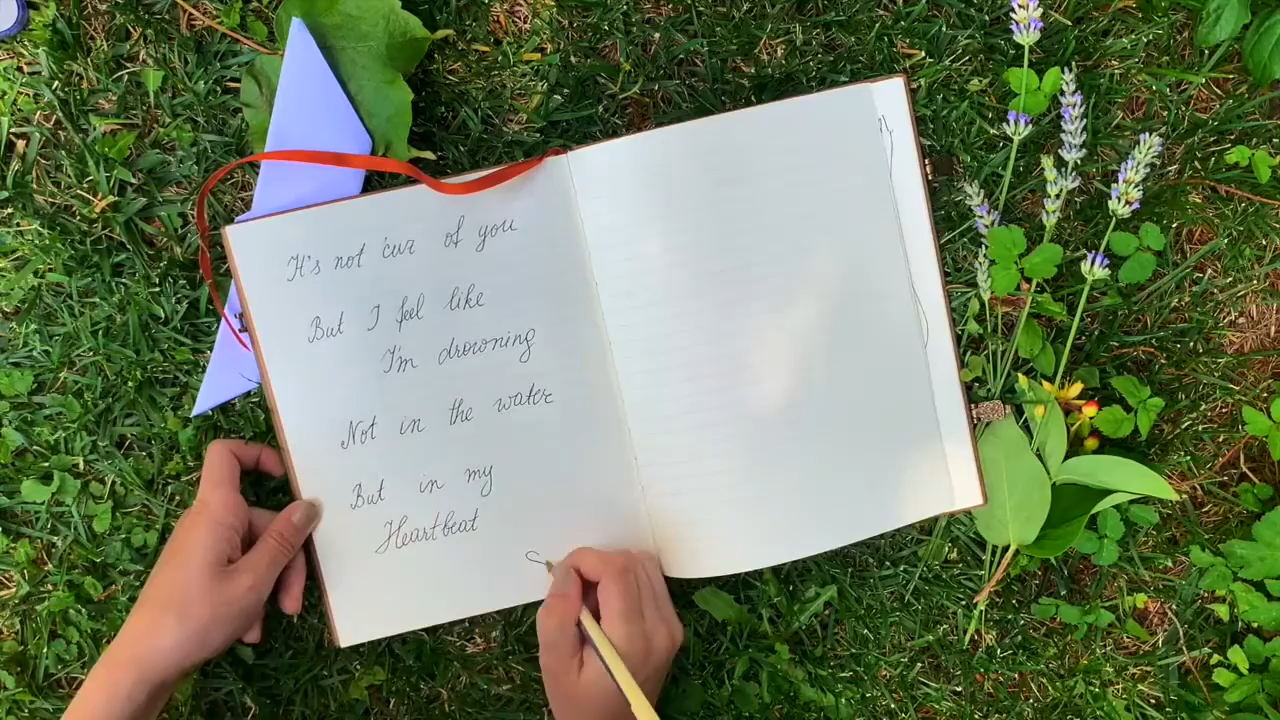 It's not 'cuz of you
But I feel like
I'm drowning
Not in the water
But in my
Heartbeat